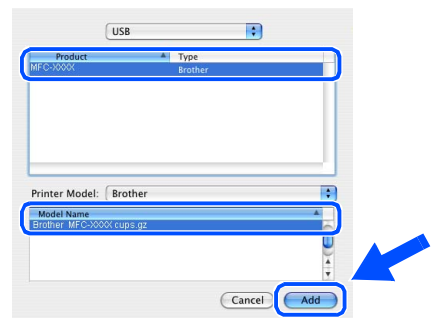 USB
Product Type
MFC-XXXX Brother
Printer Model: Brother
Model Name
Brother MFC-XXXX cups.gz
Cancel Add